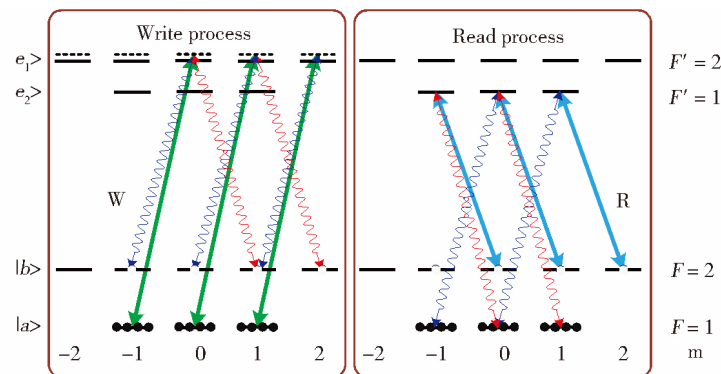 Write process
Read process
e₁>
F′ = 2
e₂>
F′ = 1
W
R
|b>
F = 2
|a>
F = 1
−2 −1 0 1 2 −2 −1 0 1 2 m